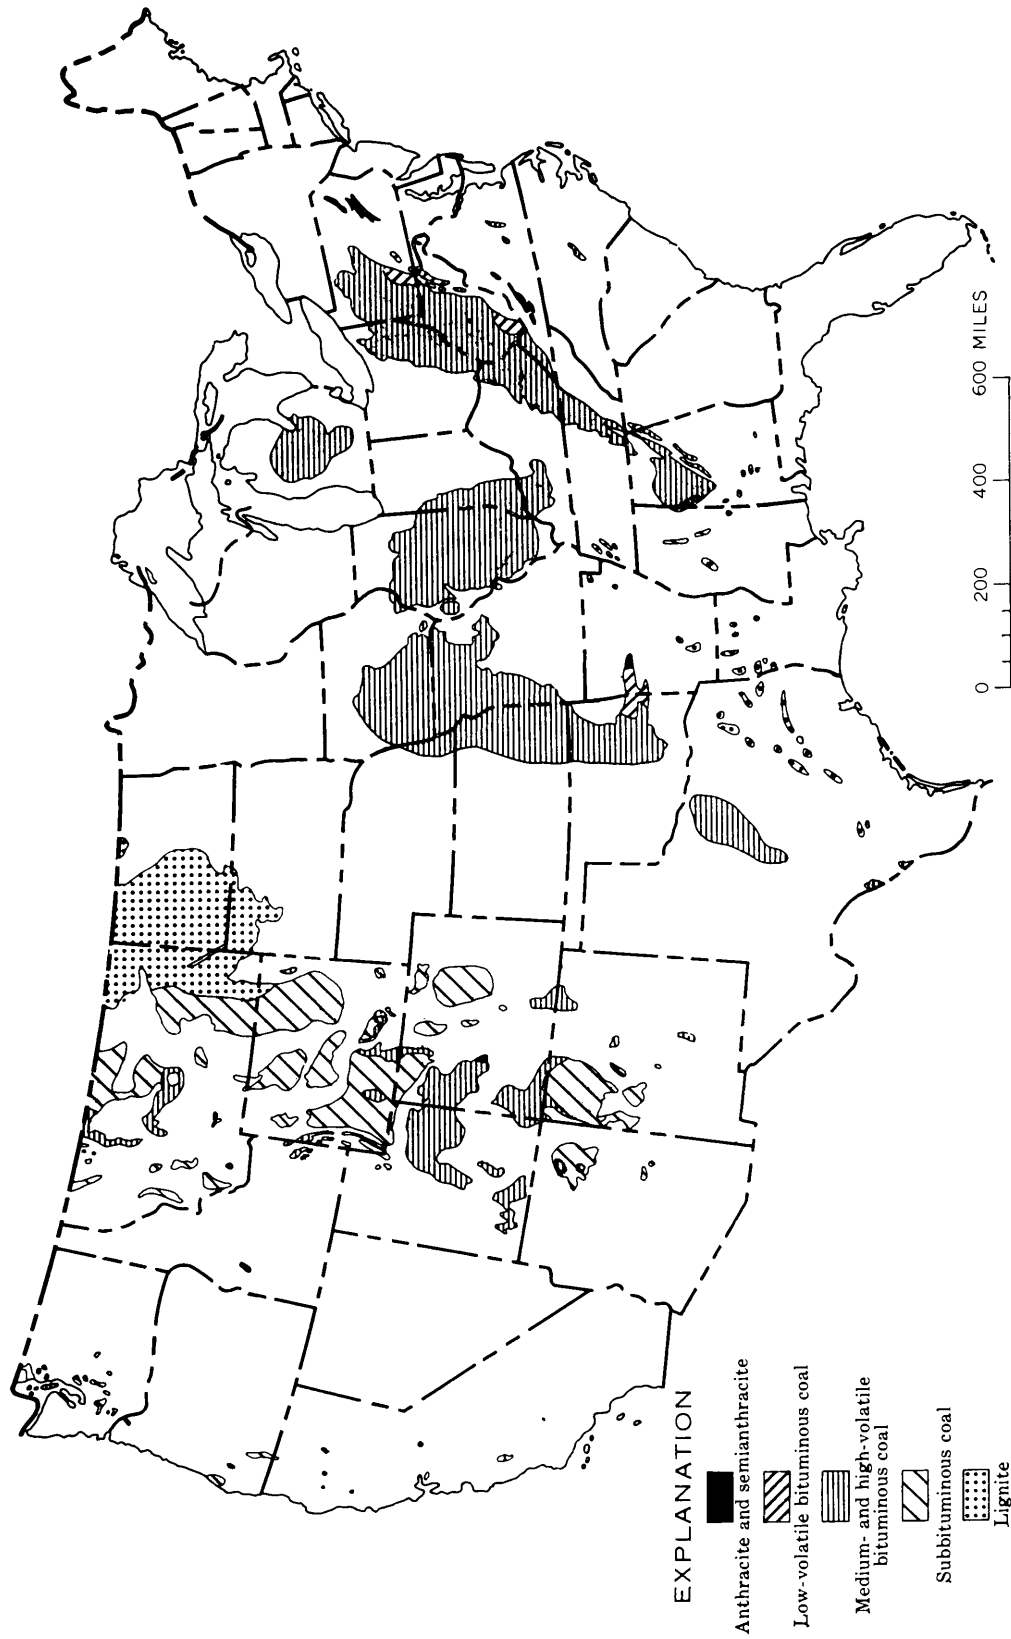 EXPLANATION
Anthracite and semianthracite
Low-volatile bituminous coal
Medium- and high-volatile
bituminous coal
Subbituminous coal
Lignite
0 200 400 600 MILES